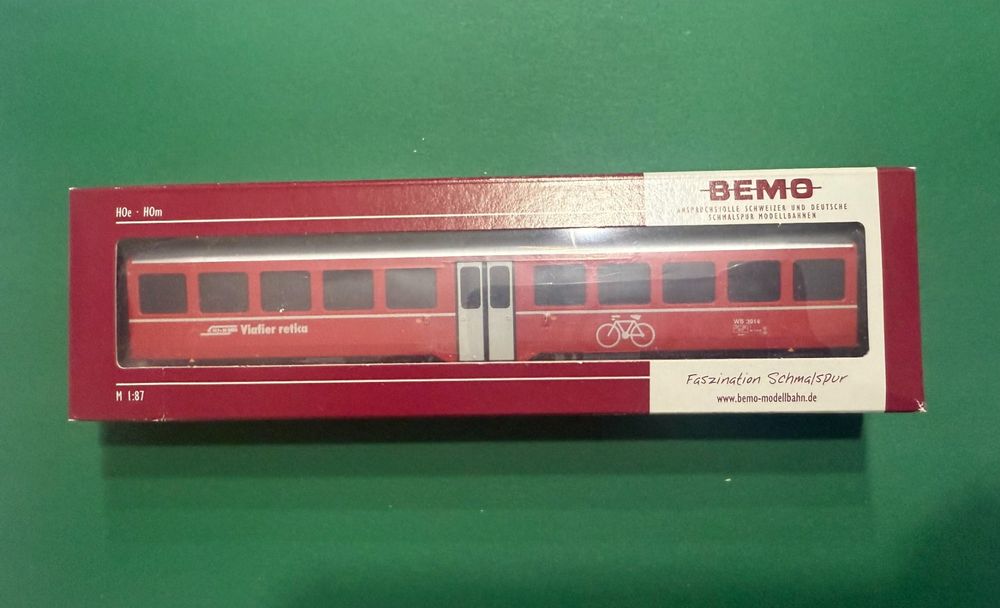 H0e · H0m
BEMO
ANSPRUCHSVOLLE SCHWEIZER UND DEUTSCHE
SCHMALSPUR MODELLBAHNEN
Viafier retica
WS 3914
M 1:87
Faszination Schmalspur
www.bemo-modellbahn.de